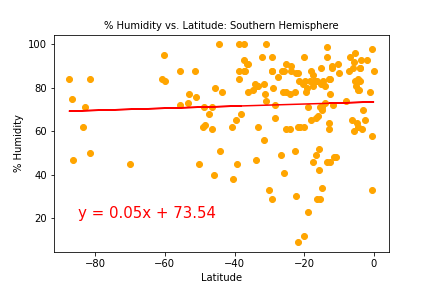 % Humidity vs. Latitude: Southern Hemisphere
% Humidity
100
80
60
40
20
y = 0.05x + 73.54
−80
−60
−40
−20
0
Latitude